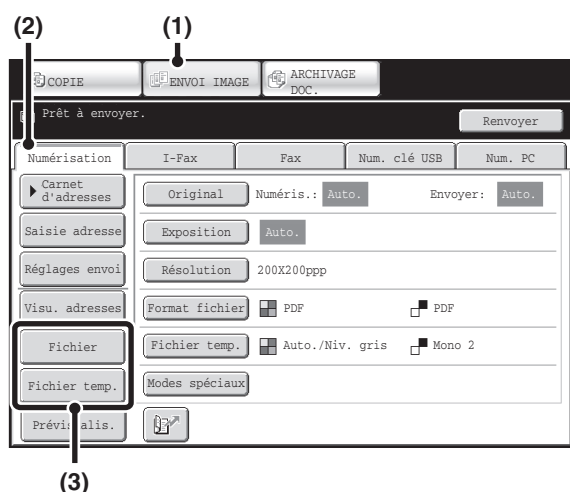 (2) (1)
COPIE ENVOI IMAGE ARCHIVAGE DOC.
Prêt à envoyer. Renvoyer
Numérisation I-Fax Fax Num. clé USB Num. PC
Carnet d'adresses Original Numéris.: Auto. Envoyer: Auto.
Saisie adresse Exposition Auto.
Réglages envoi Résolution 200X200ppp
Visu. adresses Format fichier PDF PDF
Fichier Fichier temp. Auto./Niv. gris Mono 2
Fichier temp. Modes spéciaux
Prévisualis.
(3)